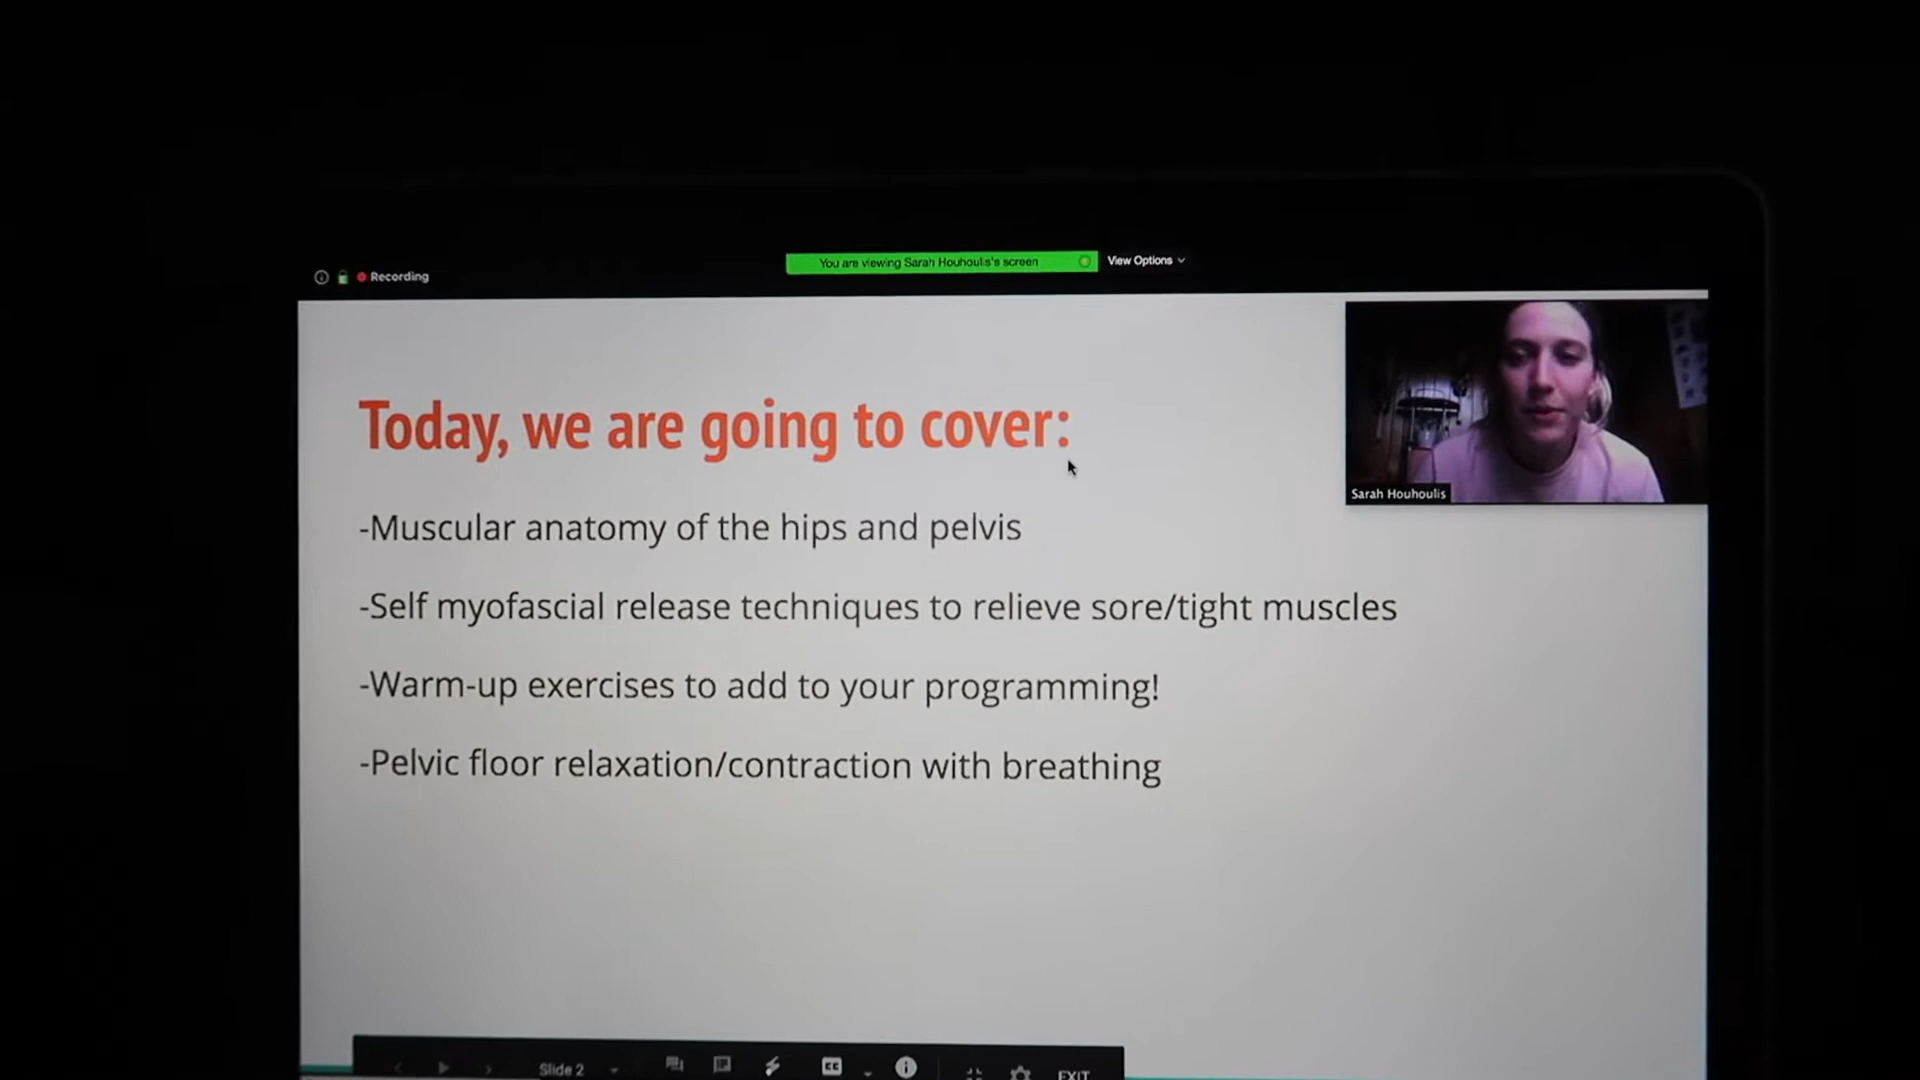 Recording
You are viewing Sarah Houhoulis's screen
View Options
Today, we are going to cover:
Sarah Houhoulis
-Muscular anatomy of the hips and pelvis
-Self myofascial release techniques to relieve sore/tight muscles
-Warm-up exercises to add to your programming!
-Pelvic floor relaxation/contraction with breathing
Slide 2
CC
EXIT